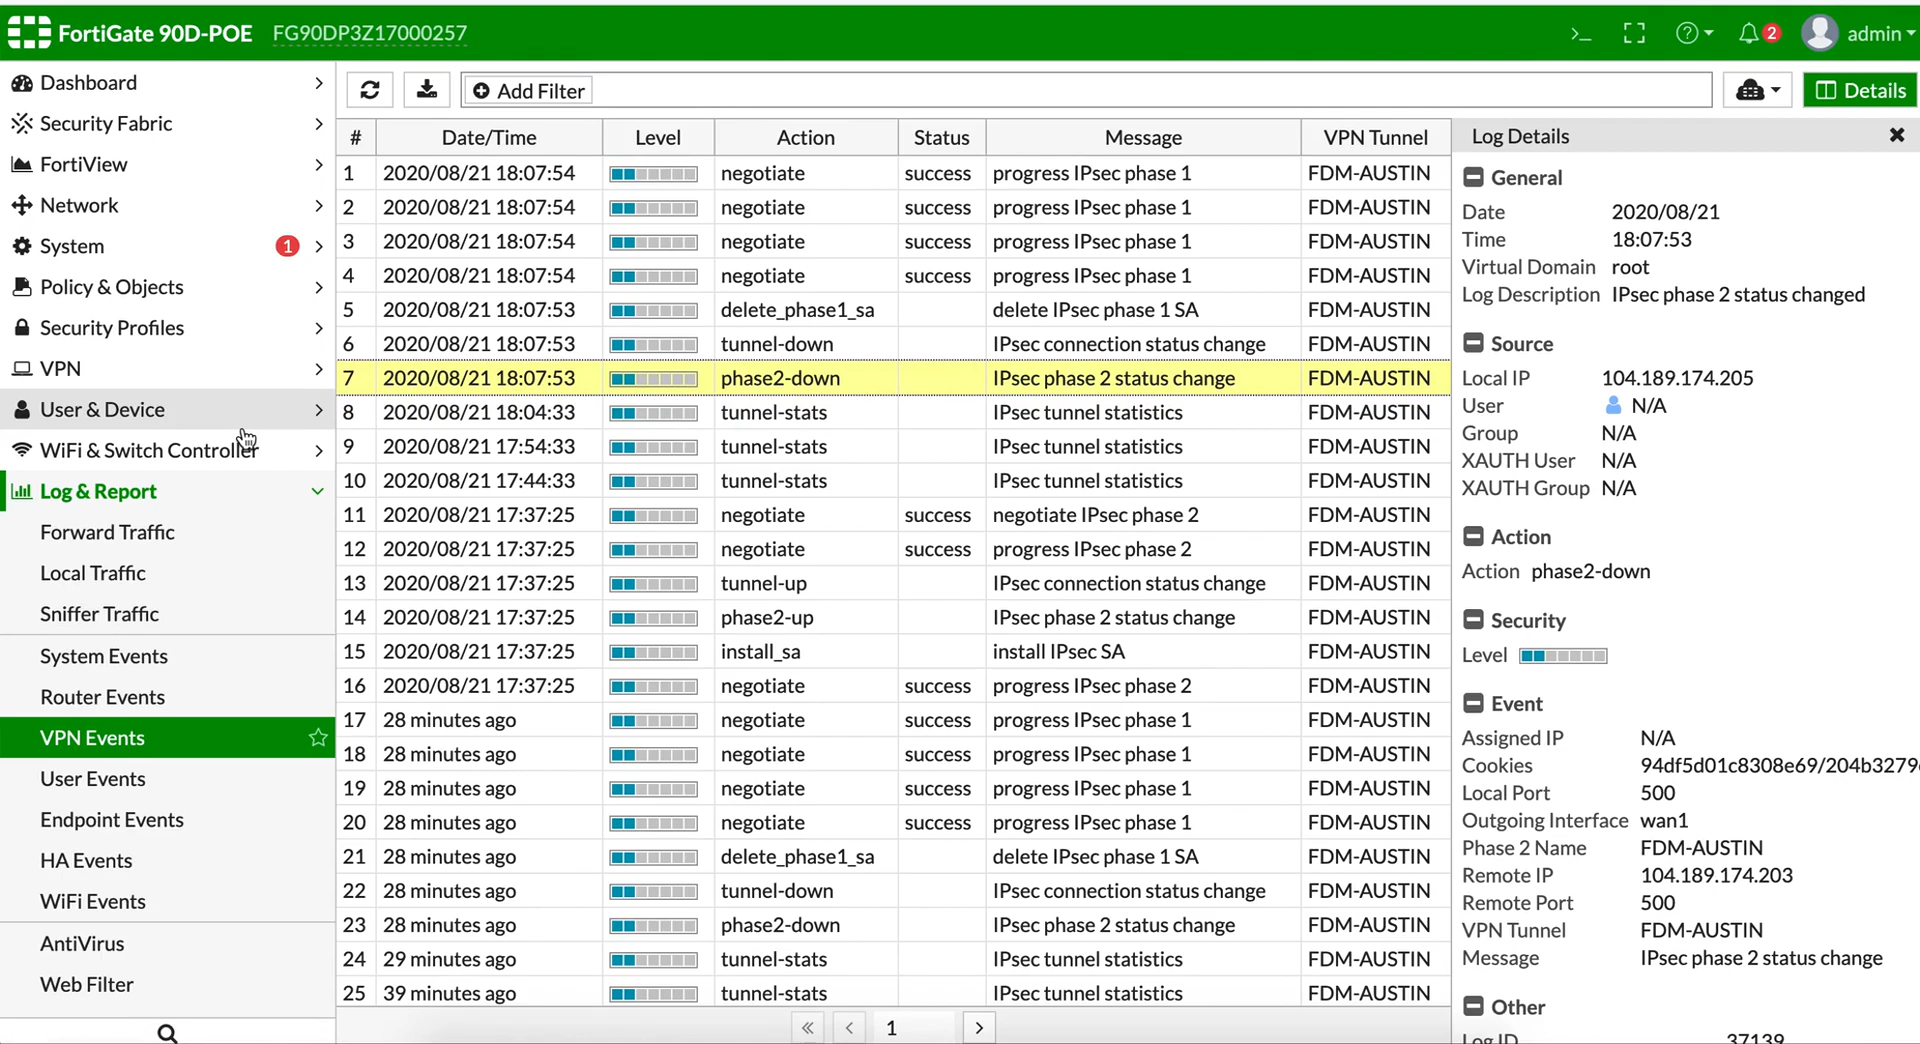 FortiGate 90D-POE FG90DP3Z17000257 2 admin
Dashboard
Security Fabric
FortiView
Network
System 1
Policy & Objects
Security Profiles
VPN
User & Device
WiFi & Switch Controller
Log & Report
Forward Traffic
Local Traffic
Sniffer Traffic
System Events
Router Events
VPN Events
User Events
Endpoint Events
HA Events
WiFi Events
AntiVirus
Web Filter
Add Filter Details
# Date/Time Level Action Status Message VPN Tunnel
1 2020/08/21 18:07:54 negotiate success progress IPsec phase 1 FDM-AUSTIN
2 2020/08/21 18:07:54 negotiate success progress IPsec phase 1 FDM-AUSTIN
3 2020/08/21 18:07:54 negotiate success progress IPsec phase 1 FDM-AUSTIN
4 2020/08/21 18:07:54 negotiate success progress IPsec phase 1 FDM-AUSTIN
5 2020/08/21 18:07:53 delete_phase1_sa delete IPsec phase 1 SA FDM-AUSTIN
6 2020/08/21 18:07:53 tunnel-down IPsec connection status change FDM-AUSTIN
7 2020/08/21 18:07:53 phase2-down IPsec phase 2 status change FDM-AUSTIN
8 2020/08/21 18:04:33 tunnel-stats IPsec tunnel statistics FDM-AUSTIN
9 2020/08/21 17:54:33 tunnel-stats IPsec tunnel statistics FDM-AUSTIN
10 2020/08/21 17:44:33 tunnel-stats IPsec tunnel statistics FDM-AUSTIN
11 2020/08/21 17:37:25 negotiate success negotiate IPsec phase 2 FDM-AUSTIN
12 2020/08/21 17:37:25 negotiate success progress IPsec phase 2 FDM-AUSTIN
13 2020/08/21 17:37:25 tunnel-up IPsec connection status change FDM-AUSTIN
14 2020/08/21 17:37:25 phase2-up IPsec phase 2 status change FDM-AUSTIN
15 2020/08/21 17:37:25 install_sa install IPsec SA FDM-AUSTIN
16 2020/08/21 17:37:25 negotiate success progress IPsec phase 2 FDM-AUSTIN
17 28 minutes ago negotiate success progress IPsec phase 1 FDM-AUSTIN
18 28 minutes ago negotiate success progress IPsec phase 1 FDM-AUSTIN
19 28 minutes ago negotiate success progress IPsec phase 1 FDM-AUSTIN
20 28 minutes ago negotiate success progress IPsec phase 1 FDM-AUSTIN
21 28 minutes ago delete_phase1_sa delete IPsec phase 1 SA FDM-AUSTIN
22 28 minutes ago tunnel-down IPsec connection status change FDM-AUSTIN
23 28 minutes ago phase2-down IPsec phase 2 status change FDM-AUSTIN
24 29 minutes ago tunnel-stats IPsec tunnel statistics FDM-AUSTIN
25 39 minutes ago tunnel-stats IPsec tunnel statistics FDM-AUSTIN
1
Log Details
General
Date 2020/08/21
Time 18:07:53
Virtual Domain root
Log Description IPsec phase 2 status changed
Source
Local IP 104.189.174.205
User N/A
Group N/A
XAUTH User N/A
XAUTH Group N/A
Action
Action phase2-down
Security
Level
Event
Assigned IP N/A
Cookies 94df5d01c8308e69/204b3279
Local Port 500
Outgoing Interface wan1
Phase 2 Name FDM-AUSTIN
Remote IP 104.189.174.203
Remote Port 500
VPN Tunnel FDM-AUSTIN
Message IPsec phase 2 status change
Other
Log ID 37139